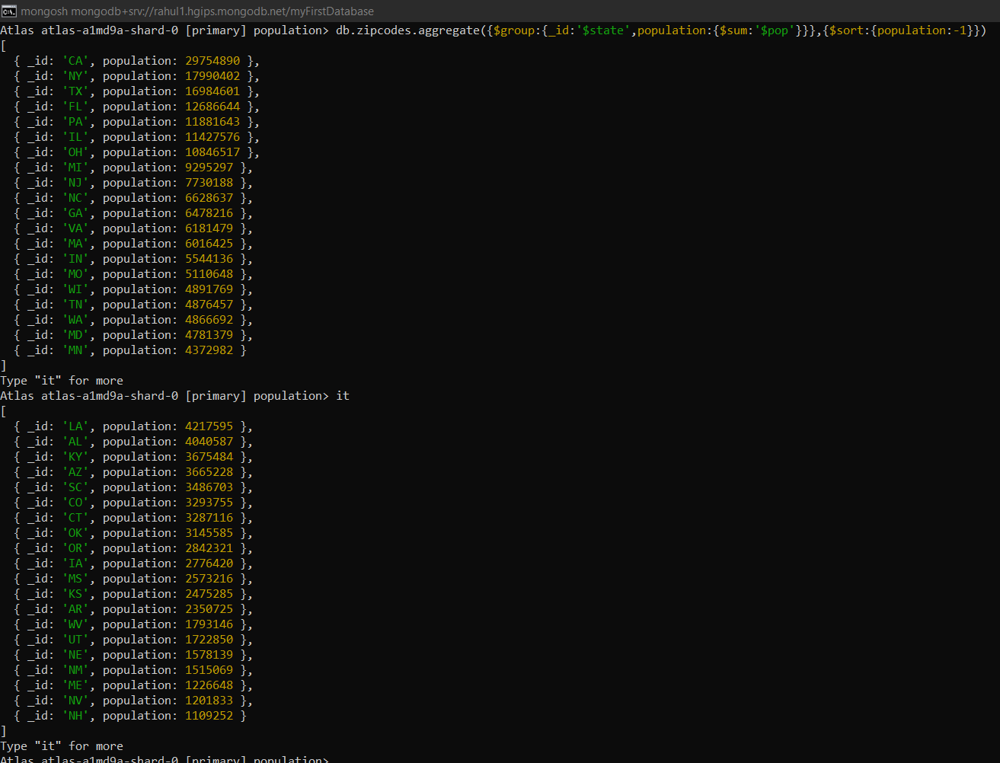 mongosh mongodb+srv://rahul1.hgips.mongodb.net/myFirstDatabase
Atlas atlas-a1md9a-shard-0 [primary] population> db.zipcodes.aggregate({$group:{_id:'$state',population:{$sum:'$pop'}}},{$sort:{population:-1}})
[
  { _id: 'CA', population: 29754890 },
  { _id: 'NY', population: 17990402 },
  { _id: 'TX', population: 16984601 },
  { _id: 'FL', population: 12686644 },
  { _id: 'PA', population: 11881643 },
  { _id: 'IL', population: 11427576 },
  { _id: 'OH', population: 10846517 },
  { _id: 'MI', population: 9295297 },
  { _id: 'NJ', population: 7730188 },
  { _id: 'NC', population: 6628637 },
  { _id: 'GA', population: 6478216 },
  { _id: 'VA', population: 6181479 },
  { _id: 'MA', population: 6016425 },
  { _id: 'IN', population: 5544136 },
  { _id: 'MO', population: 5110648 },
  { _id: 'WI', population: 4891769 },
  { _id: 'TN', population: 4876457 },
  { _id: 'WA', population: 4866692 },
  { _id: 'MD', population: 4781379 },
  { _id: 'MN', population: 4372982 }
]
Type "it" for more
Atlas atlas-a1md9a-shard-0 [primary] population> it
[
  { _id: 'LA', population: 4217595 },
  { _id: 'AL', population: 4040587 },
  { _id: 'KY', population: 3675484 },
  { _id: 'AZ', population: 3665228 },
  { _id: 'SC', population: 3486703 },
  { _id: 'CO', population: 3293755 },
  { _id: 'CT', population: 3287116 },
  { _id: 'OK', population: 3145585 },
  { _id: 'OR', population: 2842321 },
  { _id: 'IA', population: 2776420 },
  { _id: 'MS', population: 2573216 },
  { _id: 'KS', population: 2475285 },
  { _id: 'AR', population: 2350725 },
  { _id: 'WV', population: 1793146 },
  { _id: 'UT', population: 1722850 },
  { _id: 'NE', population: 1578139 },
  { _id: 'NM', population: 1515069 },
  { _id: 'ME', population: 1226648 },
  { _id: 'NV', population: 1201833 },
  { _id: 'NH', population: 1109252 }
]
Type "it" for more
Atlas atlas-a1md9a-shard-0 [primary] population>